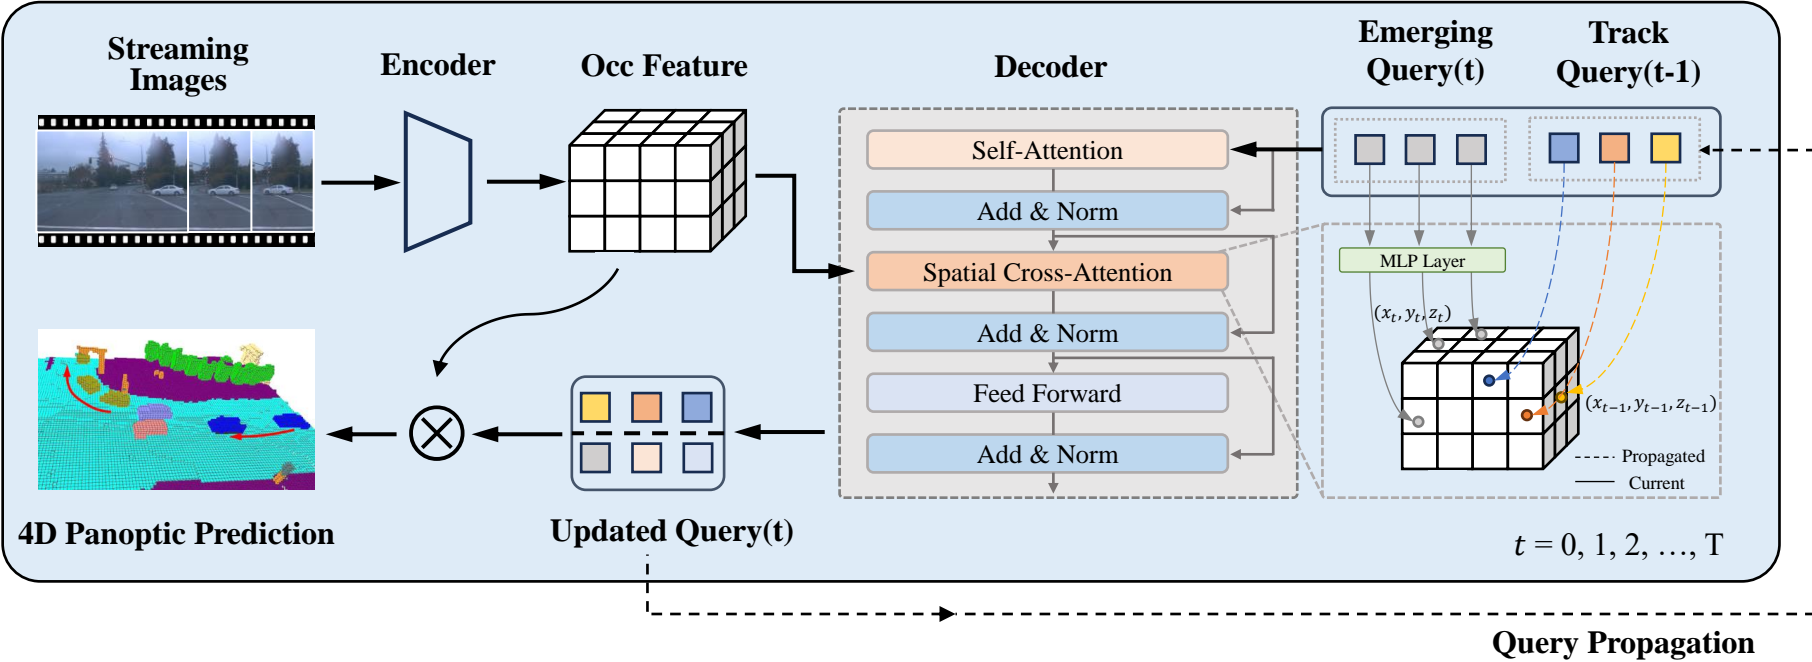 Streaming
Images
Encoder
Occ Feature
Decoder
Emerging
Query(t)
Track
Query(t-1)
Self-Attention
Add & Norm
Spatial Cross-Attention
Add & Norm
Feed Forward
Add & Norm
MLP Layer
(x_t, y_t, z_t)
(x_{t-1}, y_{t-1}, z_{t-1})
Propagated
Current
4D Panoptic Prediction
Updated Query(t)
t = 0, 1, 2, …, T
Query Propagation